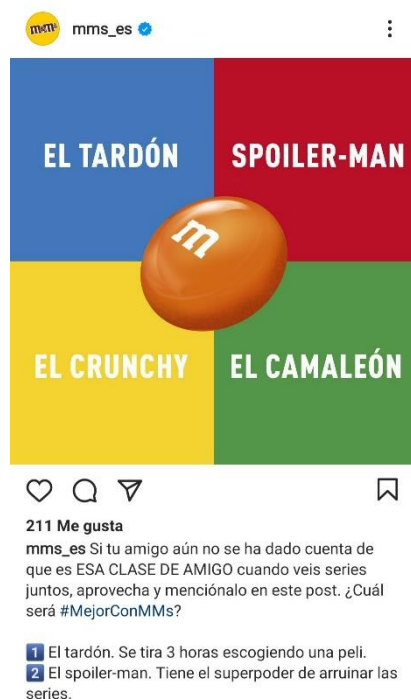 mms_es
EL TARDÓN
SPOILER-MAN
m
EL CRUNCHY
EL CAMALEÓN
211 Me gusta
mms_es Si tu amigo aún no se ha dado cuenta de
que es ESA CLASE DE AMIGO cuando veis series
juntos, aprovecha y menciónalo en este post. ¿Cuál
será #MejorConMMs?
1 El tardón. Se tira 3 horas escogiendo una peli.
2 El spoiler-man. Tiene el superpoder de arruinar las
series.